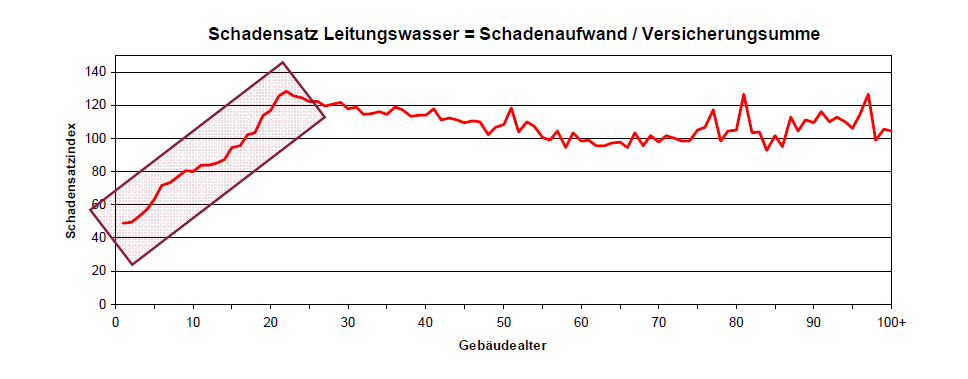 Schadensatz Leitungswasser = Schadenaufwand / Versicherungsumme
140
120
100
80
60
40
20
0
Schadensatzindex
0 10 20 30 40 50 60 70 80 90 100+
Gebäudealter